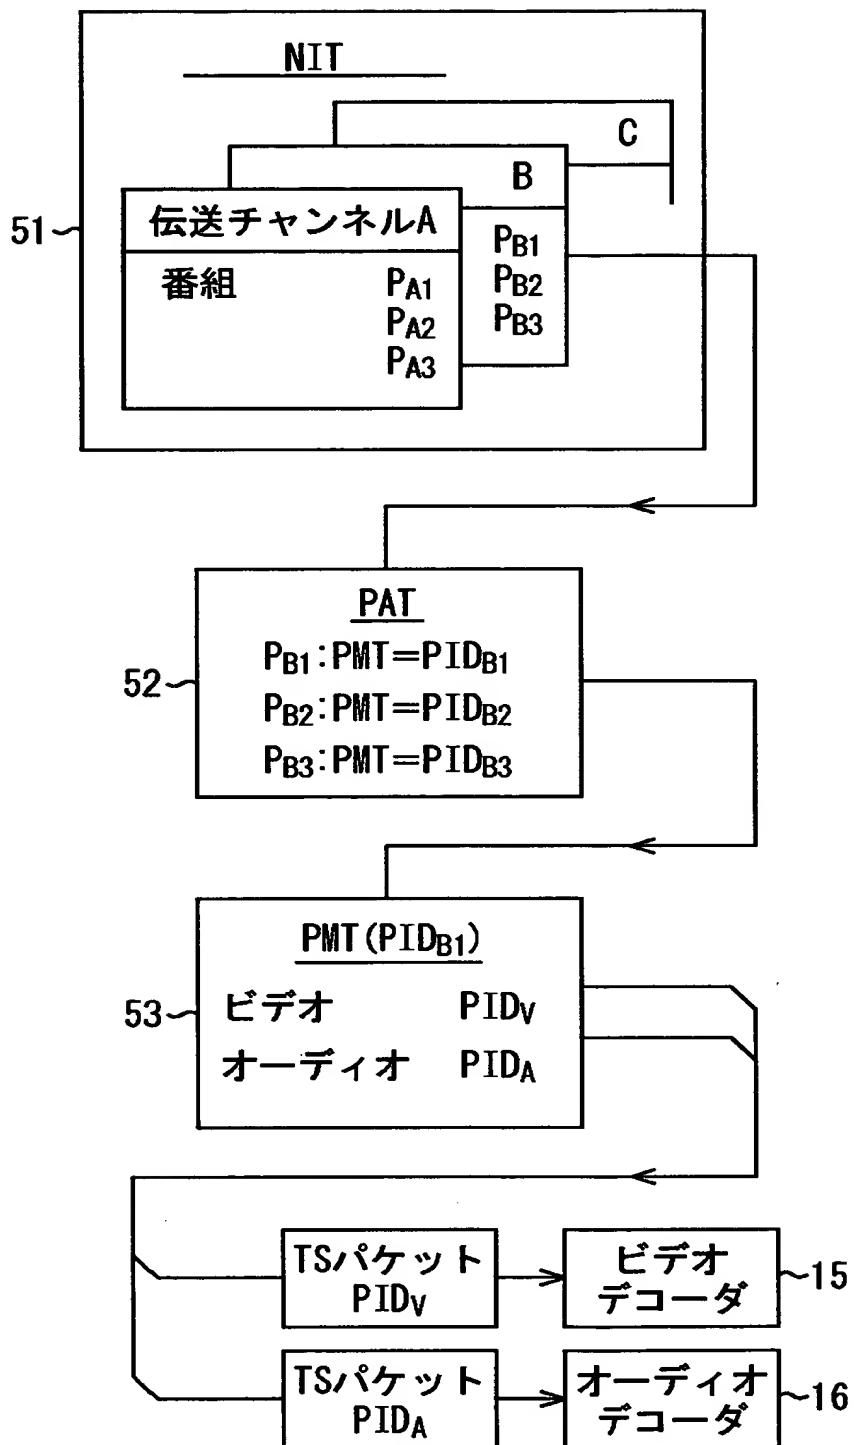 NIT
C
B
伝送チャンネルA
51
番組 PA1
PA2
PA3
PB1
PB2
PB3
PAT
52
PB1:PMT=PIDB1
PB2:PMT=PIDB2
PB3:PMT=PIDB3
PMT(PIDB1)
53
ビデオ PIDV
オーディオ PIDA
TSパケット
PIDV
ビデオ
デコーダ
15
TSパケット
PIDA
オーディオ
デコーダ
16